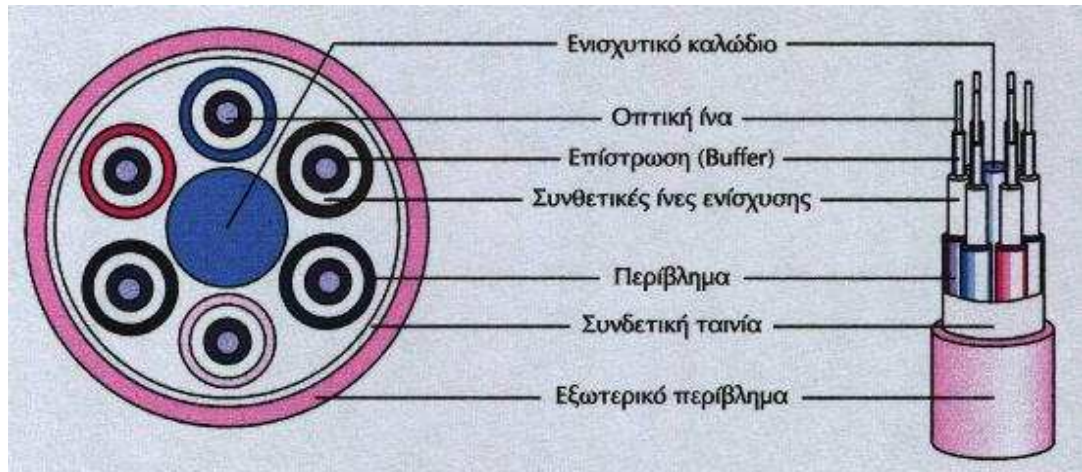 Ενισχυτικό καλώδιο
Οπτική ίνα
Επίστρωση (Buffer)
Συνθετικές ίνες ενίσχυσης
Περίβλημα
Συνδετική ταινία
Εξωτερικό περίβλημα